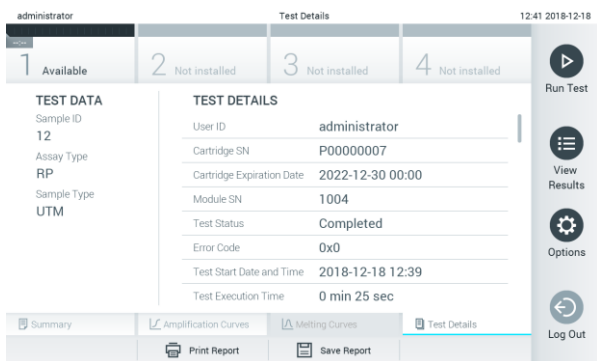 administrator Test Details 12:41 2018-12-18
1 Available 2 Not installed 3 Not installed 4 Not installed
Run Test
View
Results
Options
Log Out
TEST DATA
Sample ID
12
Assay Type
RP
Sample Type
UTM
TEST DETAILS
User ID administrator
Cartridge SN P00000007
Cartridge Expiration Date 2022-12-30 00:00
Module SN 1004
Test Status Completed
Error Code 0x0
Test Start Date and Time 2018-12-18 12:39
Test Execution Time 0 min 25 sec
Summary Amplification Curves Melting Curves Test Details
Print Report Save Report